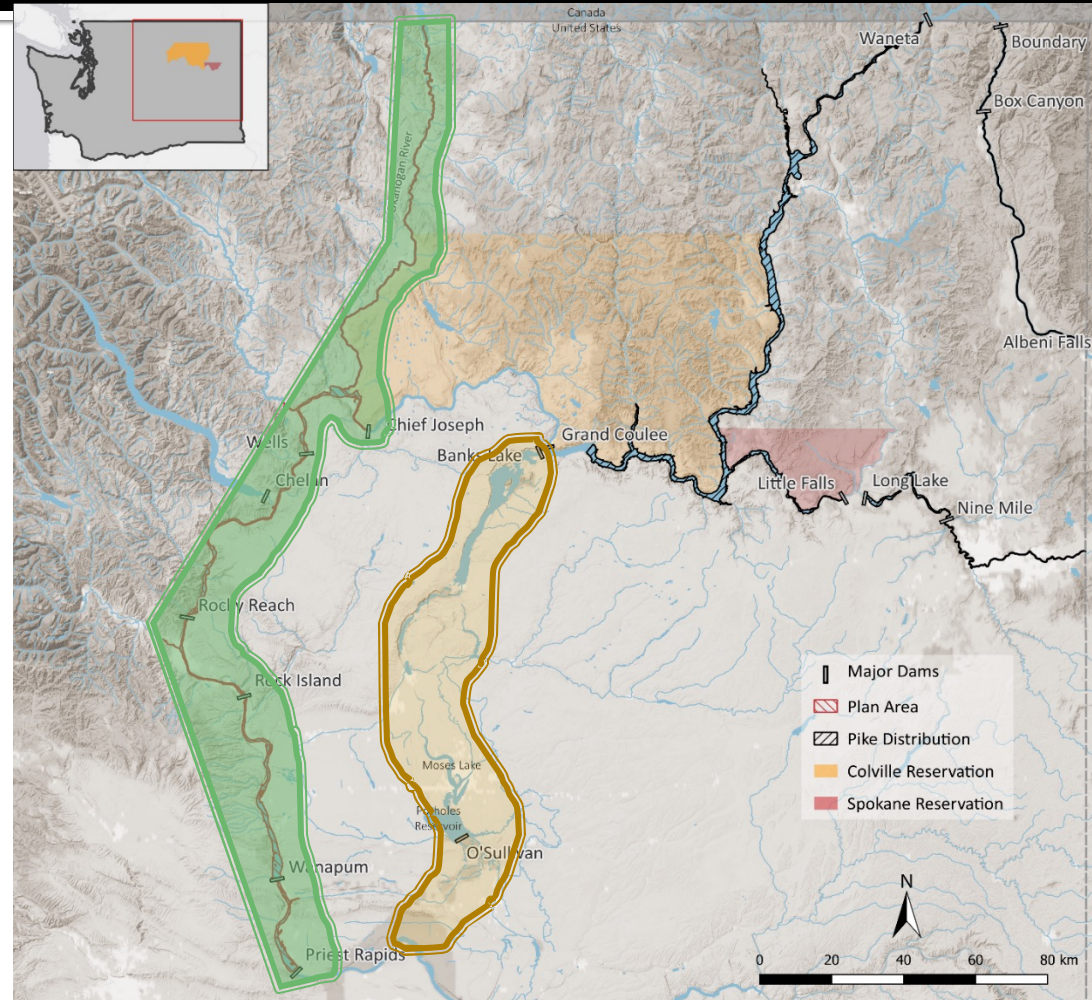 Canada
United States
Waneta
Boundary
Box Canyon
Okanogan River
Albeni Falls
Chief Joseph
Wells
Grand Coulee
Banks Lake
Chelan
Little Falls
Long Lake
Nine Mile
Rocky Reach
Rock Island
Major Dams
Plan Area
Pike Distribution
Colville Reservation
Spokane Reservation
Moses Lake
Potholes
Reservoir
O'Sullivan
Wanapum
Priest Rapids
N
0 20 40 60 80 km